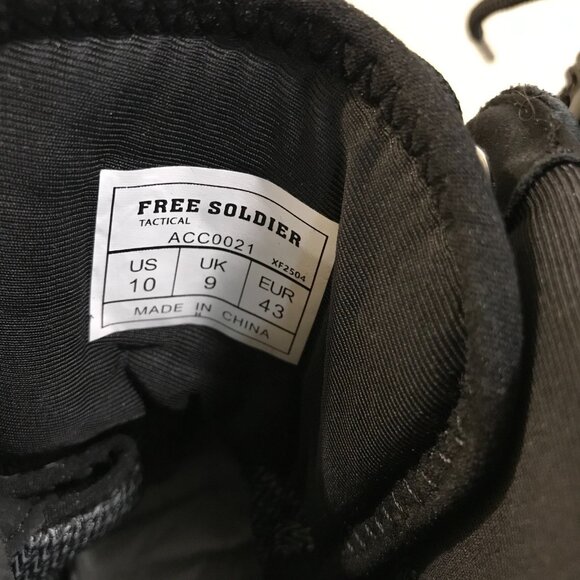 FREE SOLDIER
TACTICAL
ACC0021
XF2504
US UK EUR
10 9 43
MADE IN CHINA